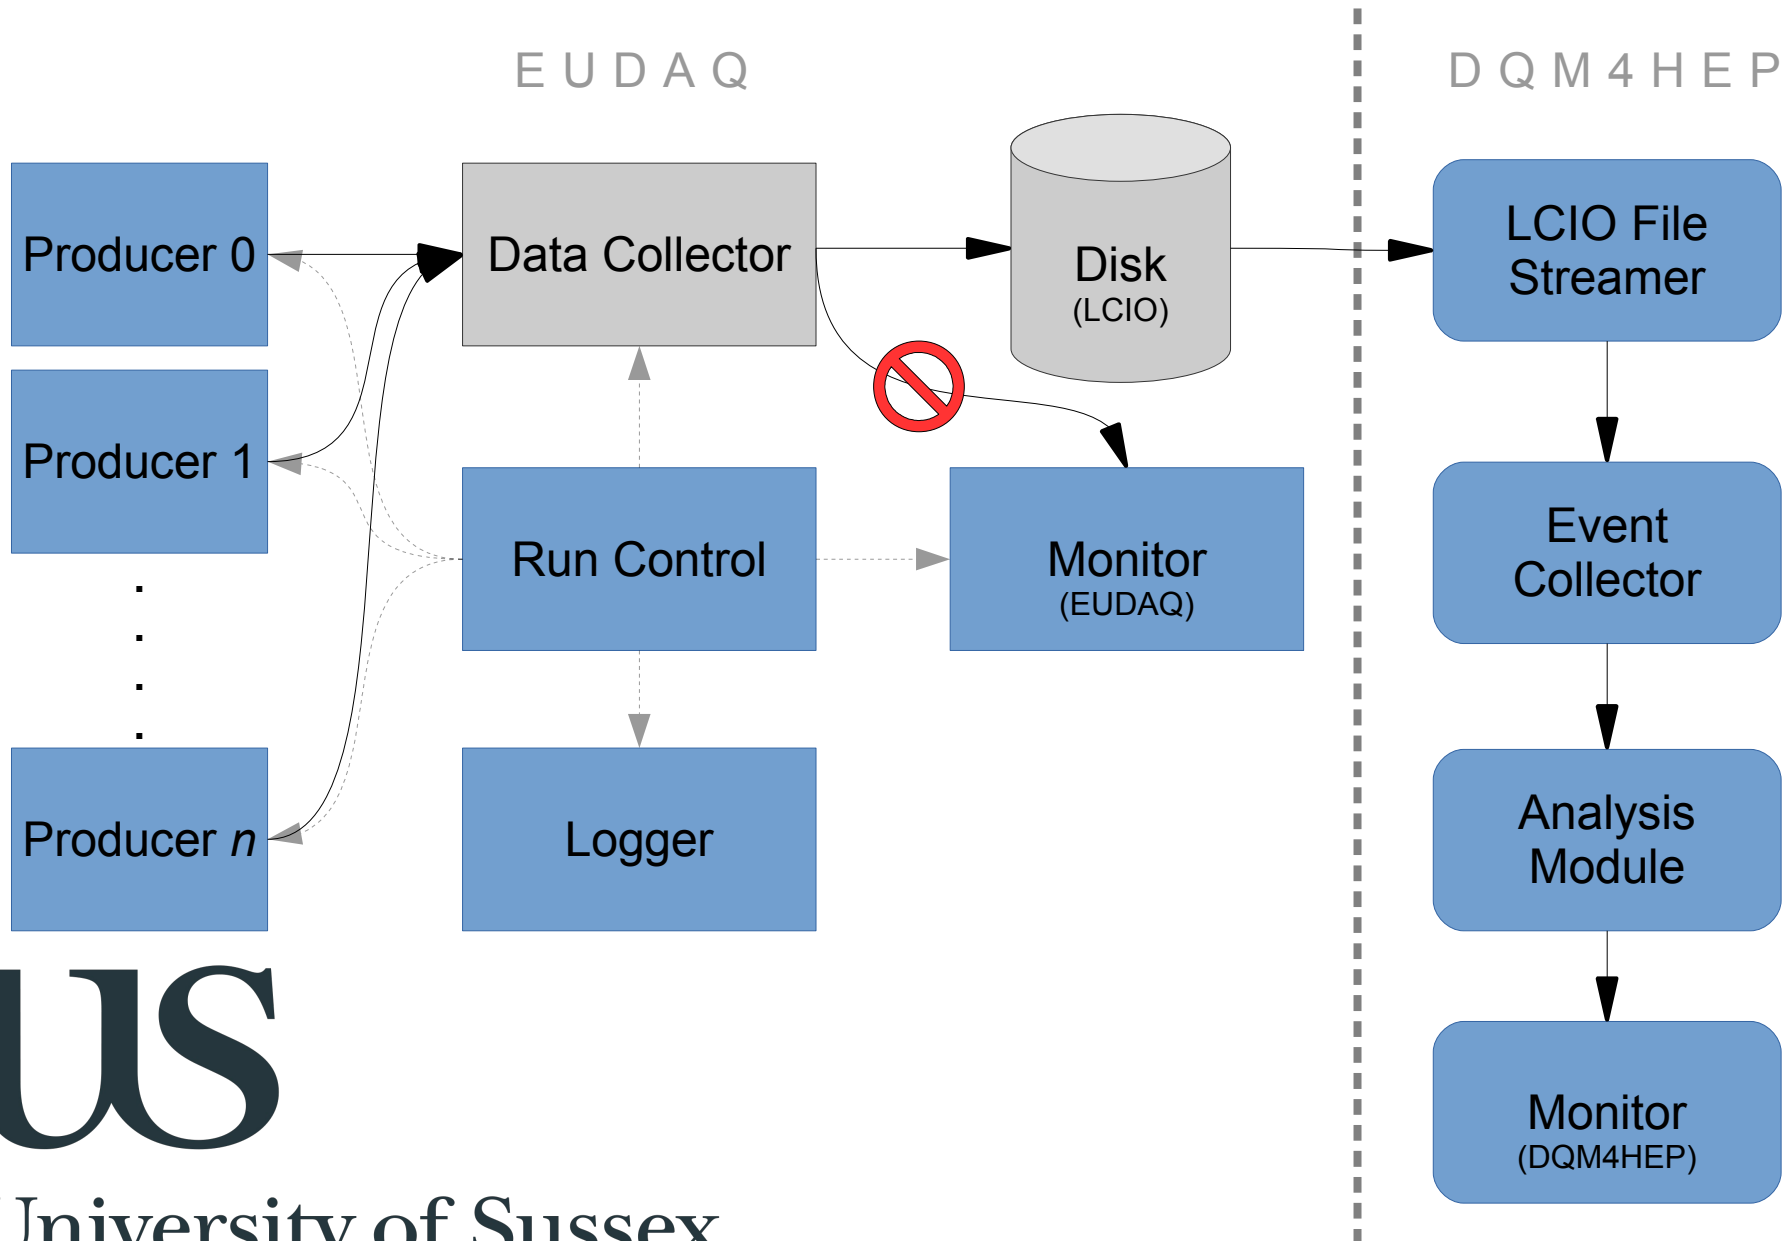 EUDAQ
DQM4HEP
Producer 0
Data Collector
Disk
(LCIO)
LCIO File
Streamer
Producer 1
Run Control
Monitor
(EUDAQ)
Event
Collector
.
.
.
.
Producer n
Logger
Analysis
Module
Monitor
(DQM4HEP)
us
University of Sussex